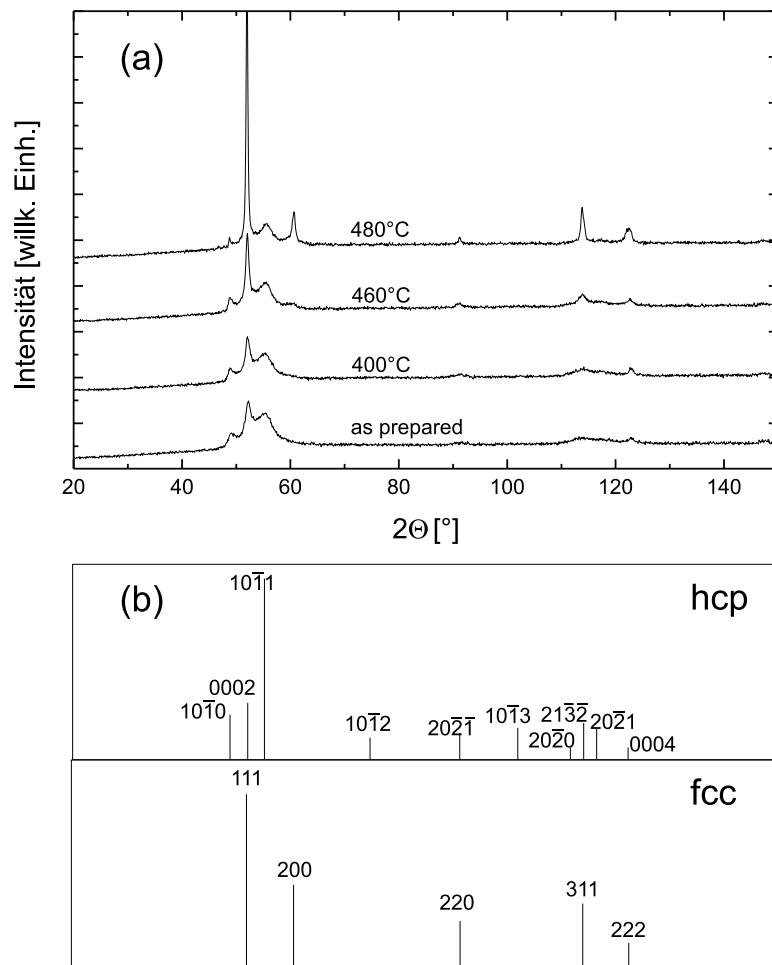 (a)
Intensität [willk. Einh.]
480°C
460°C
400°C
as prepared
20 40 60 80 100 120 140
2Θ [°]
(b)
hcp
101̅0
0002
101̅1
101̅2
202̅1̅
101̅3
202̅0
213̅2̅
202̅1
0004
fcc
111
200
220
311
222